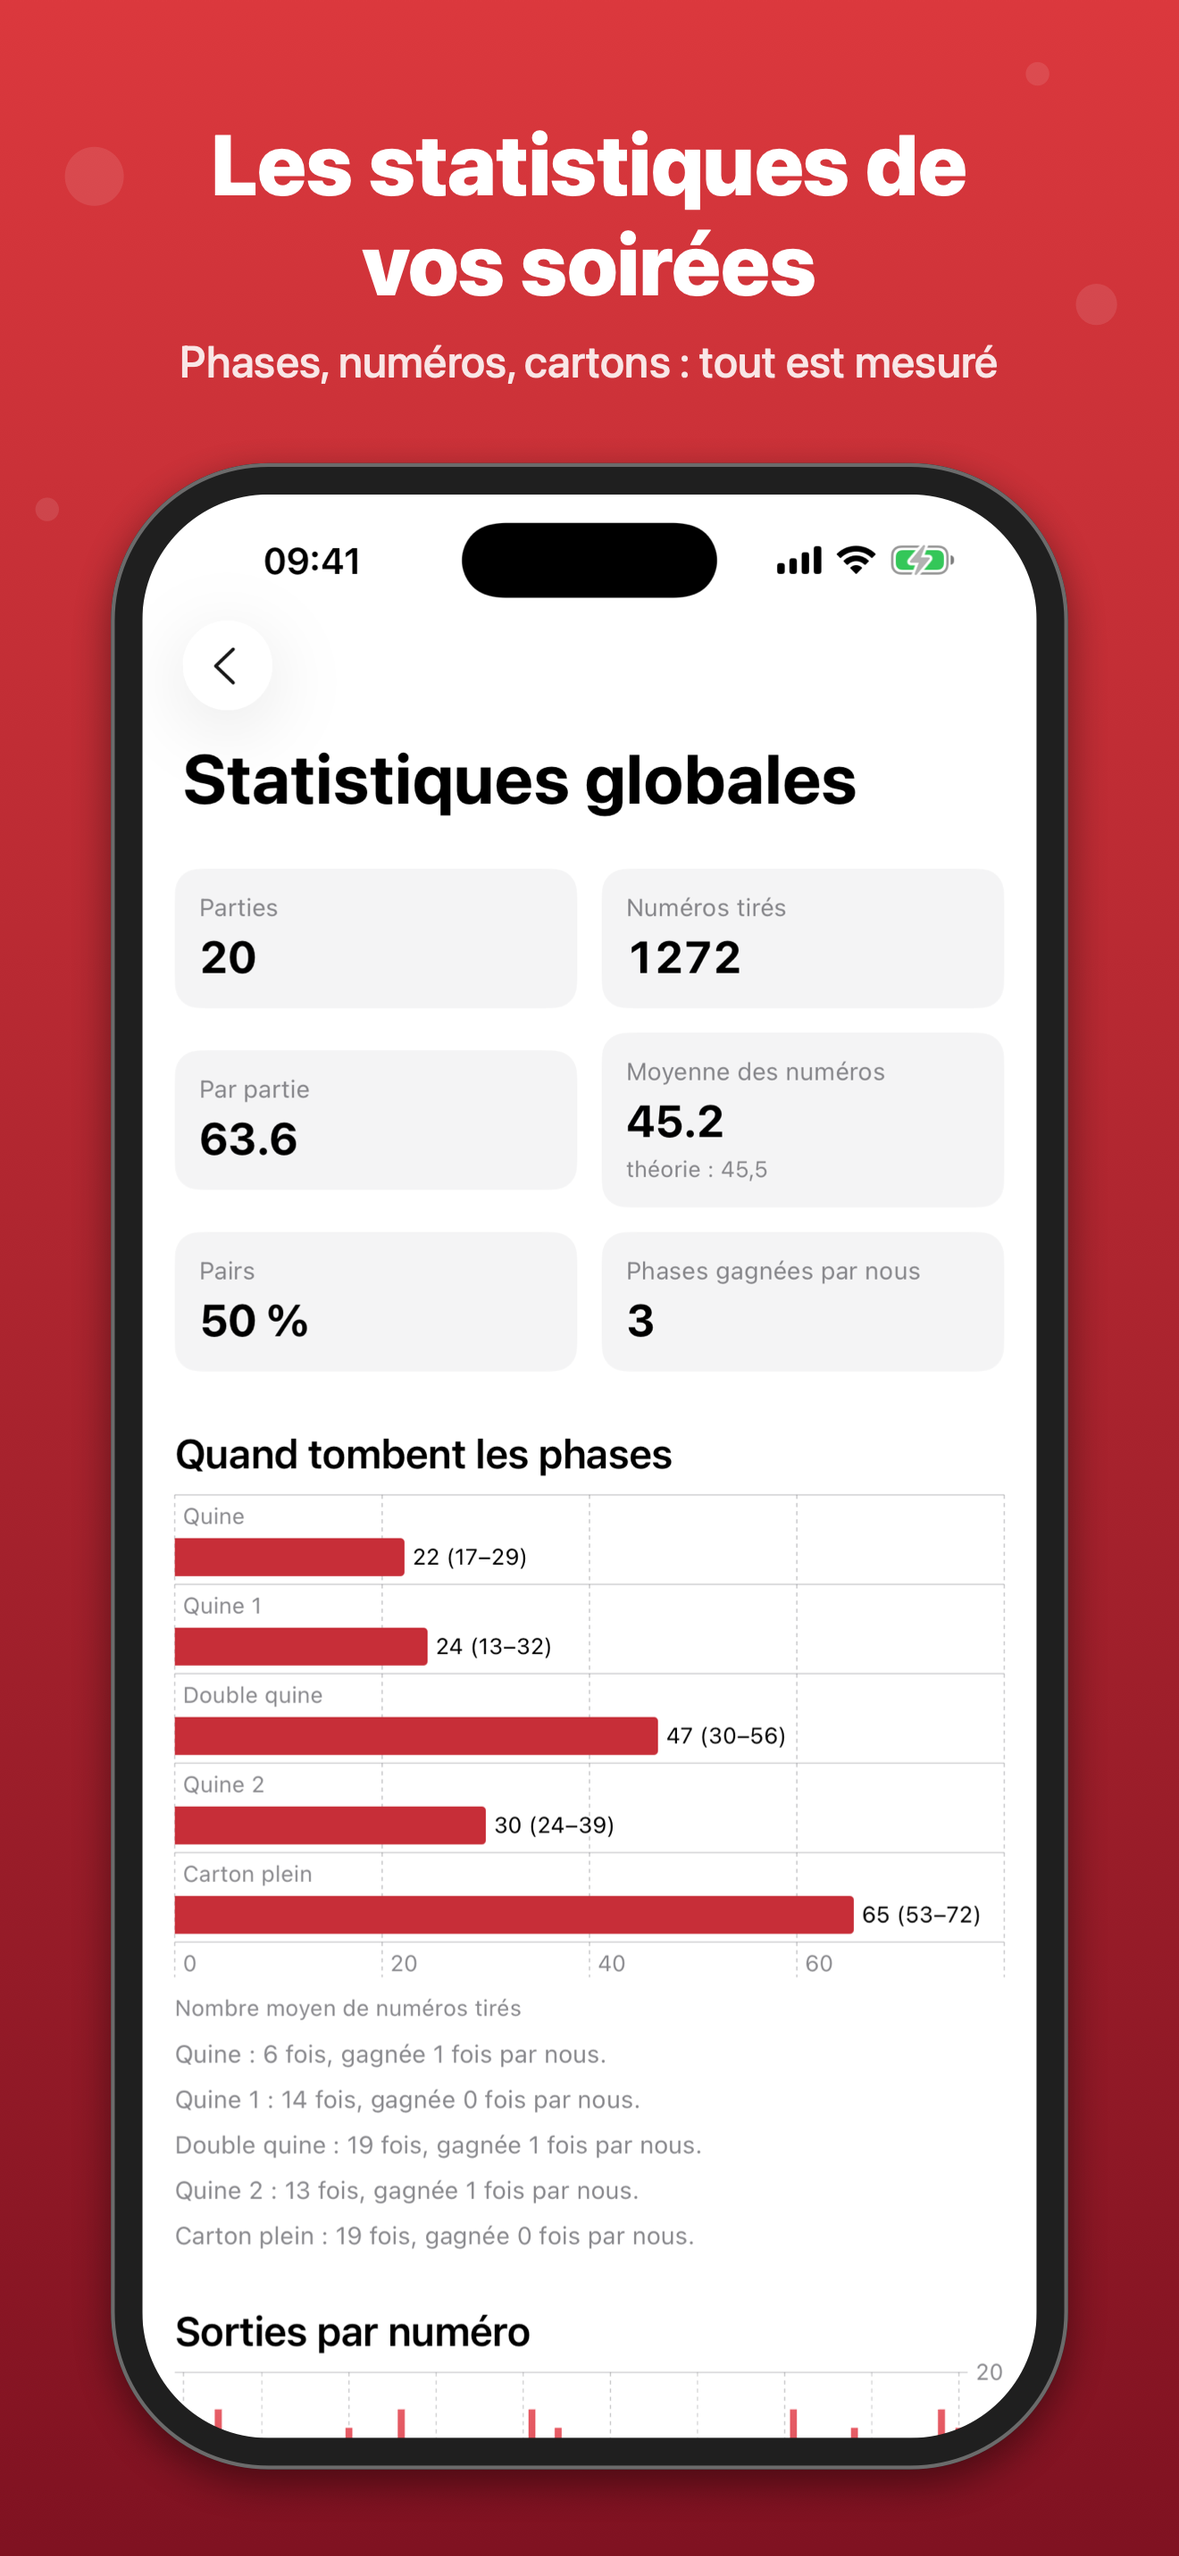 Les statistiques de
vos soirées
Phases, numéros, cartons : tout est mesuré
09:41
Statistiques globales
Parties
20
Numéros tirés
1272
Par partie
63.6
Moyenne des numéros
45.2
théorie : 45,5
Pairs
50 %
Phases gagnées par nous
3
Quand tombent les phases
Quine
22 (17–29)
Quine 1
24 (13–32)
Double quine
47 (30–56)
Quine 2
30 (24–39)
Carton plein
65 (53–72)
0 20 40 60
Nombre moyen de numéros tirés
Quine : 6 fois, gagnée 1 fois par nous.
Quine 1 : 14 fois, gagnée 0 fois par nous.
Double quine : 19 fois, gagnée 1 fois par nous.
Quine 2 : 13 fois, gagnée 1 fois par nous.
Carton plein : 19 fois, gagnée 0 fois par nous.
Sorties par numéro
20